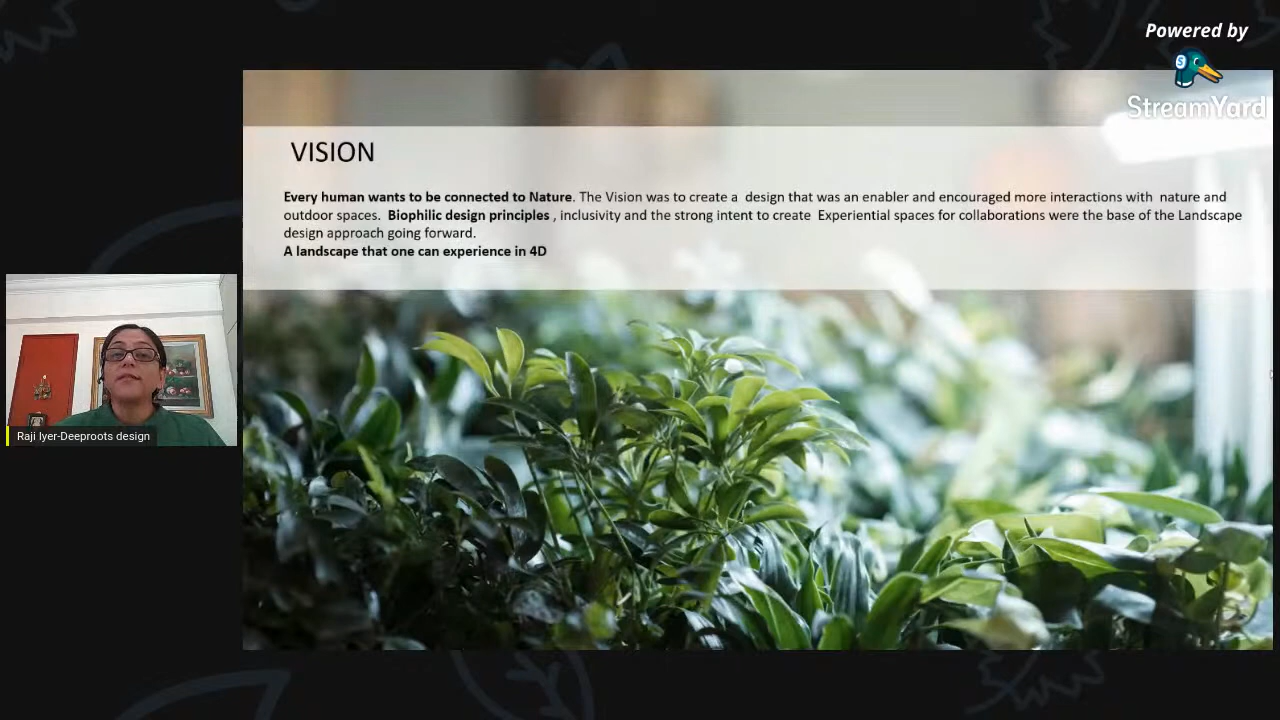 Powered by
StreamYard
VISION
Every human wants to be connected to Nature. The Vision was to create a design that was an enabler and encouraged more interactions with nature and
outdoor spaces. Biophilic design principles , inclusivity and the strong intent to create Experiential spaces for collaborations were the base of the Landscape
design approach going forward.
A landscape that one can experience in 4D
Raji Iyer-Deeproots design